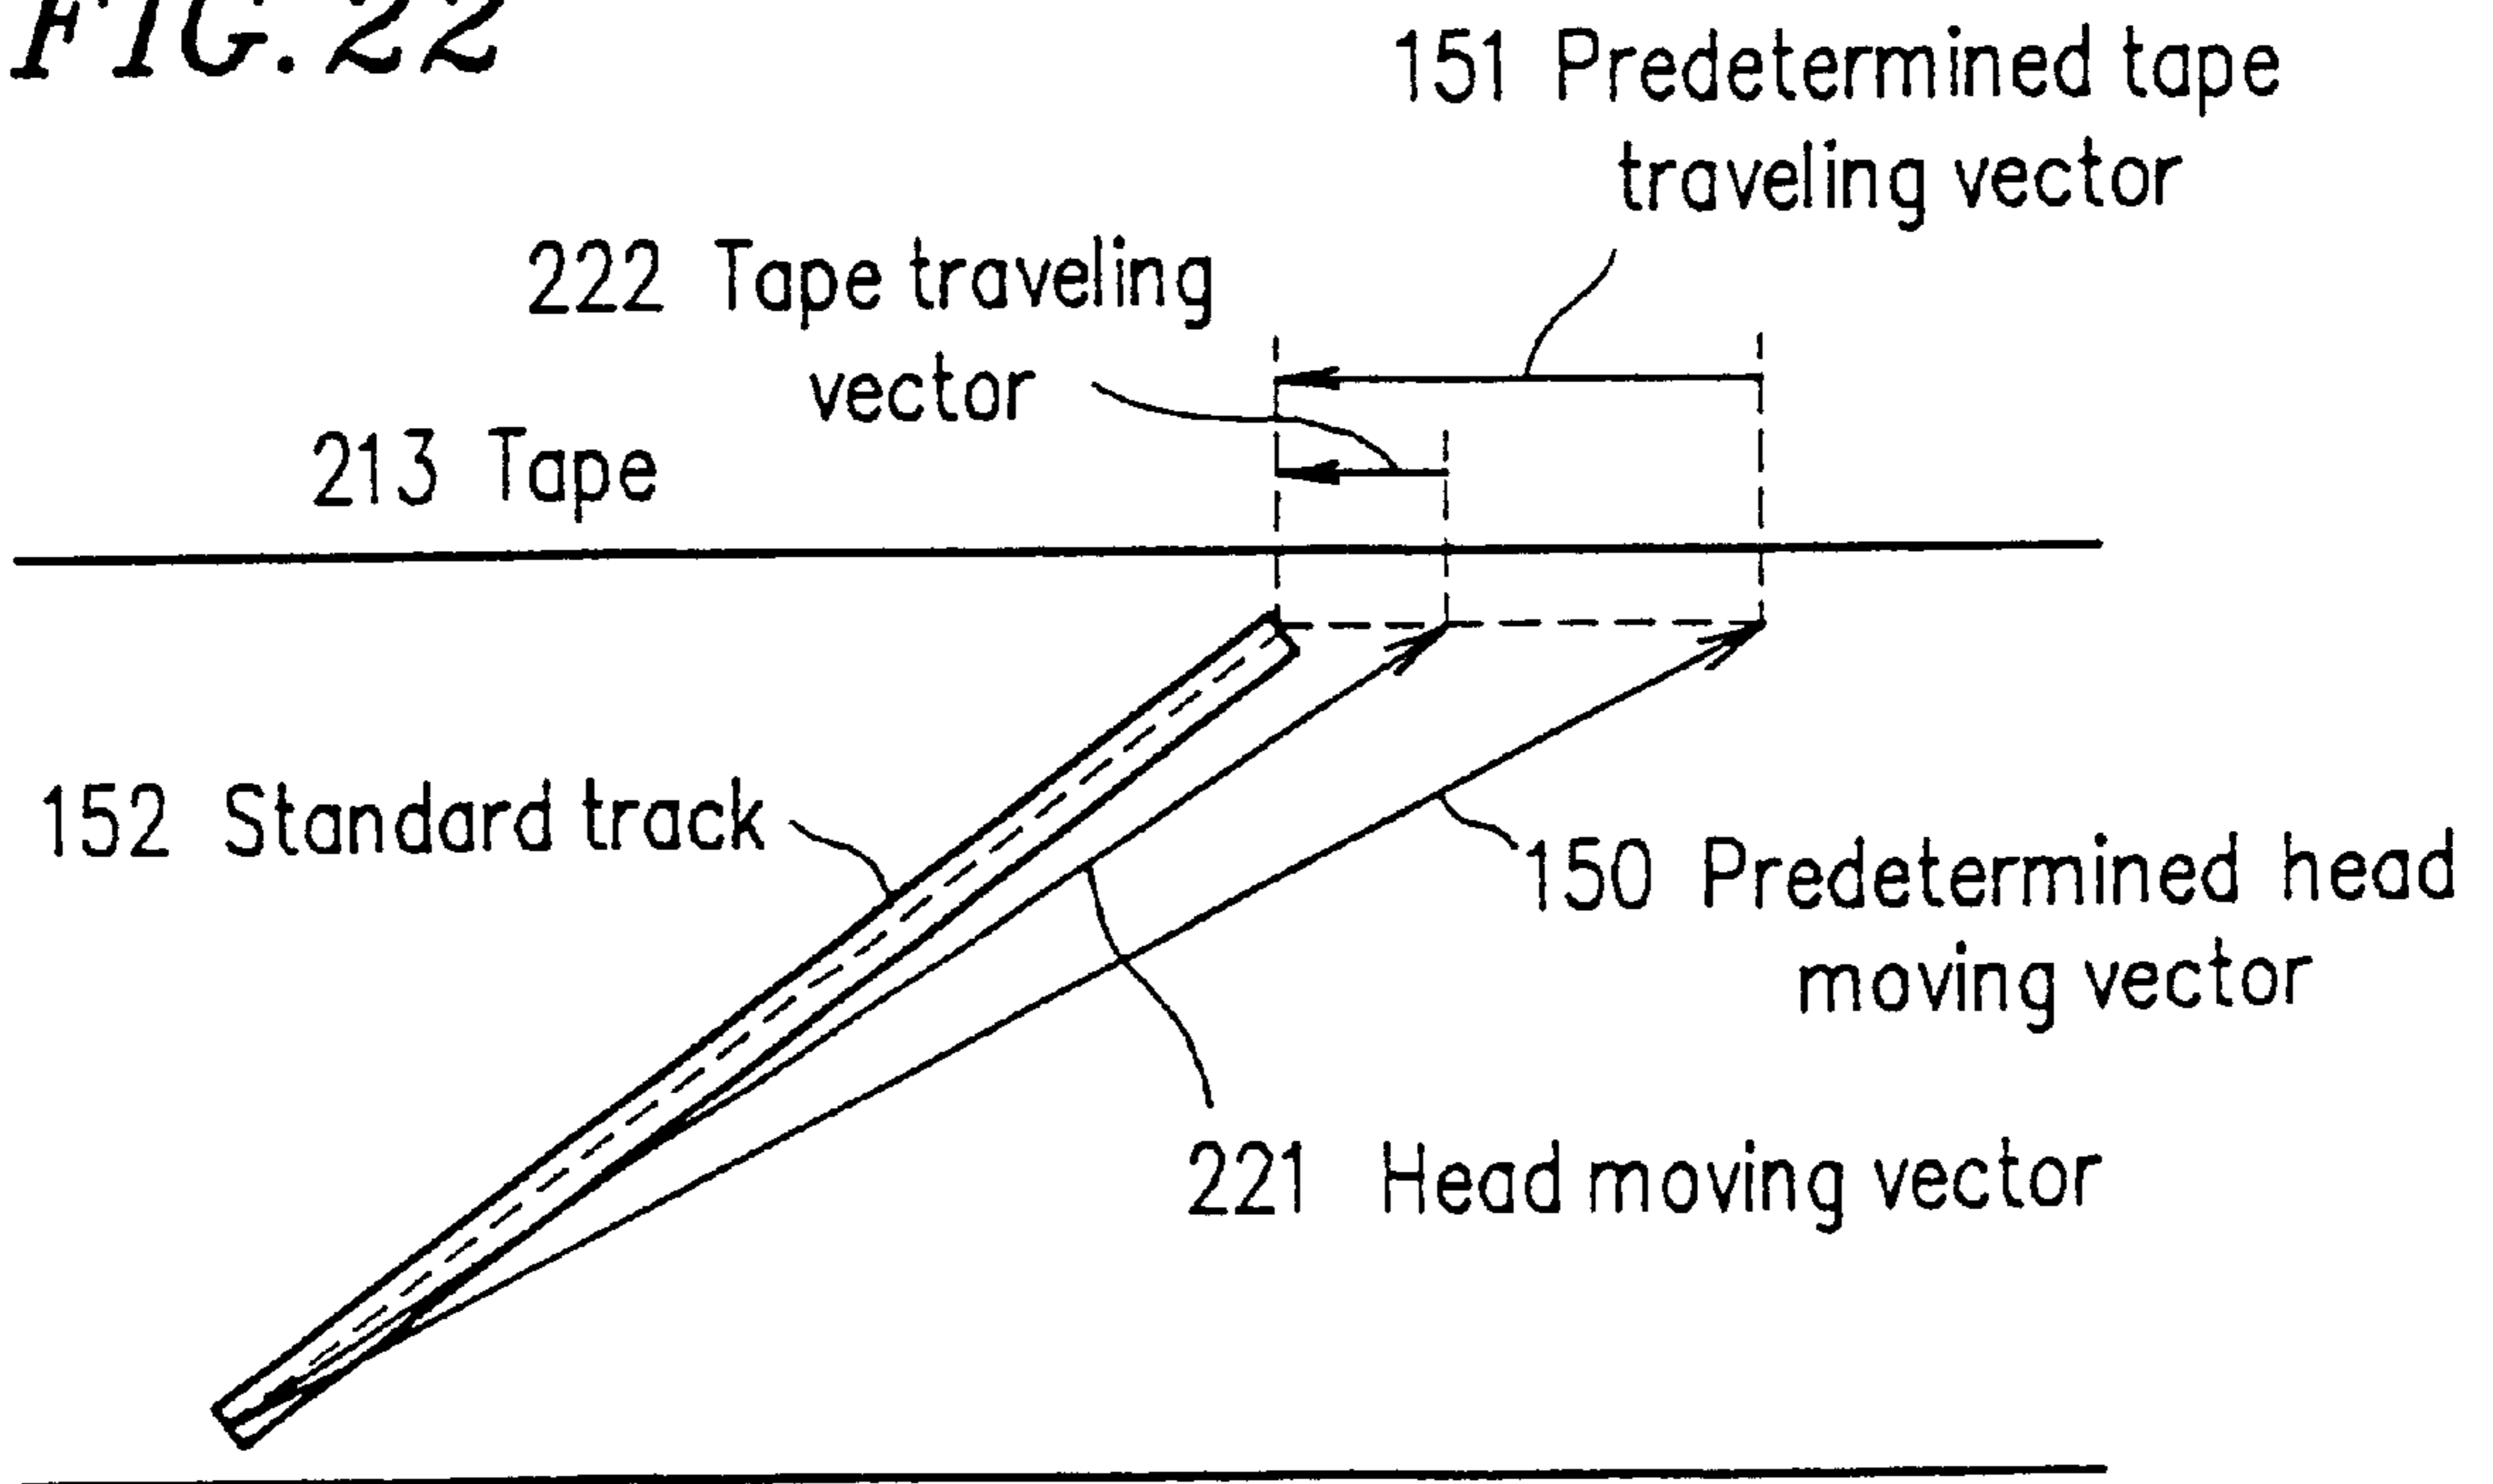 FIG. 22
151 Predetermined tape
traveling vector
222 Tape traveling
vector
213 Tape
152 Standard track
150 Predetermined head
moving vector
221 Head moving vector